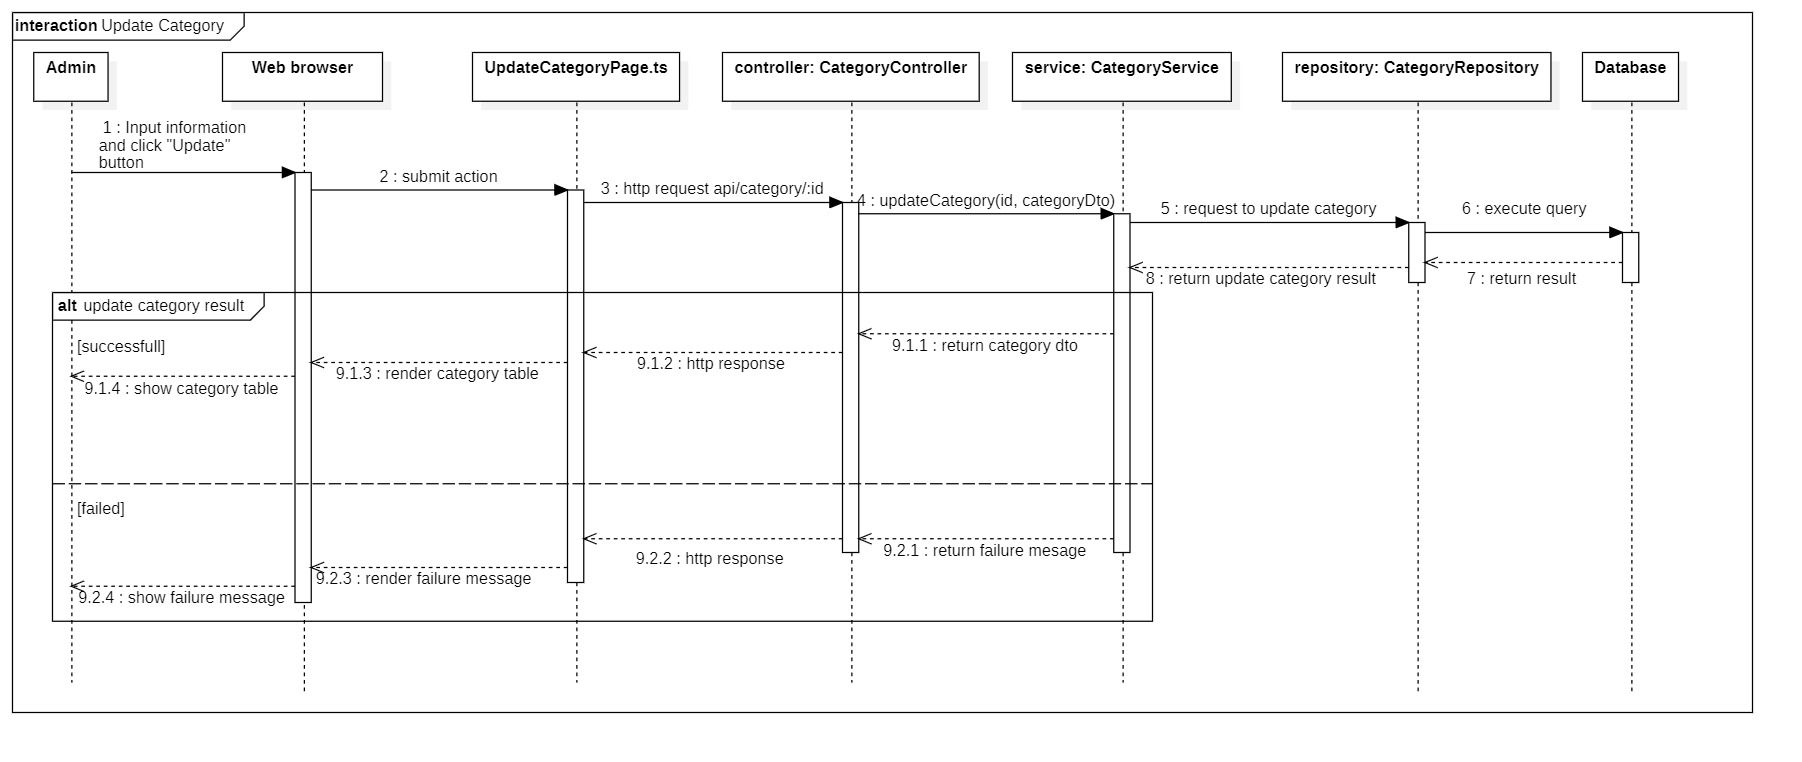 interaction Update Category
Admin
Web browser
UpdateCategoryPage.ts
controller: CategoryController
service: CategoryService
repository: CategoryRepository
Database
1 : Input information
and click "Update"
button
2 : submit action
3 : http request api/category/:id
4 : updateCategory(id, categoryDto)
5 : request to update category
6 : execute query
7 : return result
8 : return update category result
alt update category result
[successfull]
9.1.1 : return category dto
9.1.2 : http response
9.1.3 : render category table
9.1.4 : show category table
[failed]
9.2.1 : return failure mesage
9.2.2 : http response
9.2.3 : render failure message
9.2.4 : show failure message